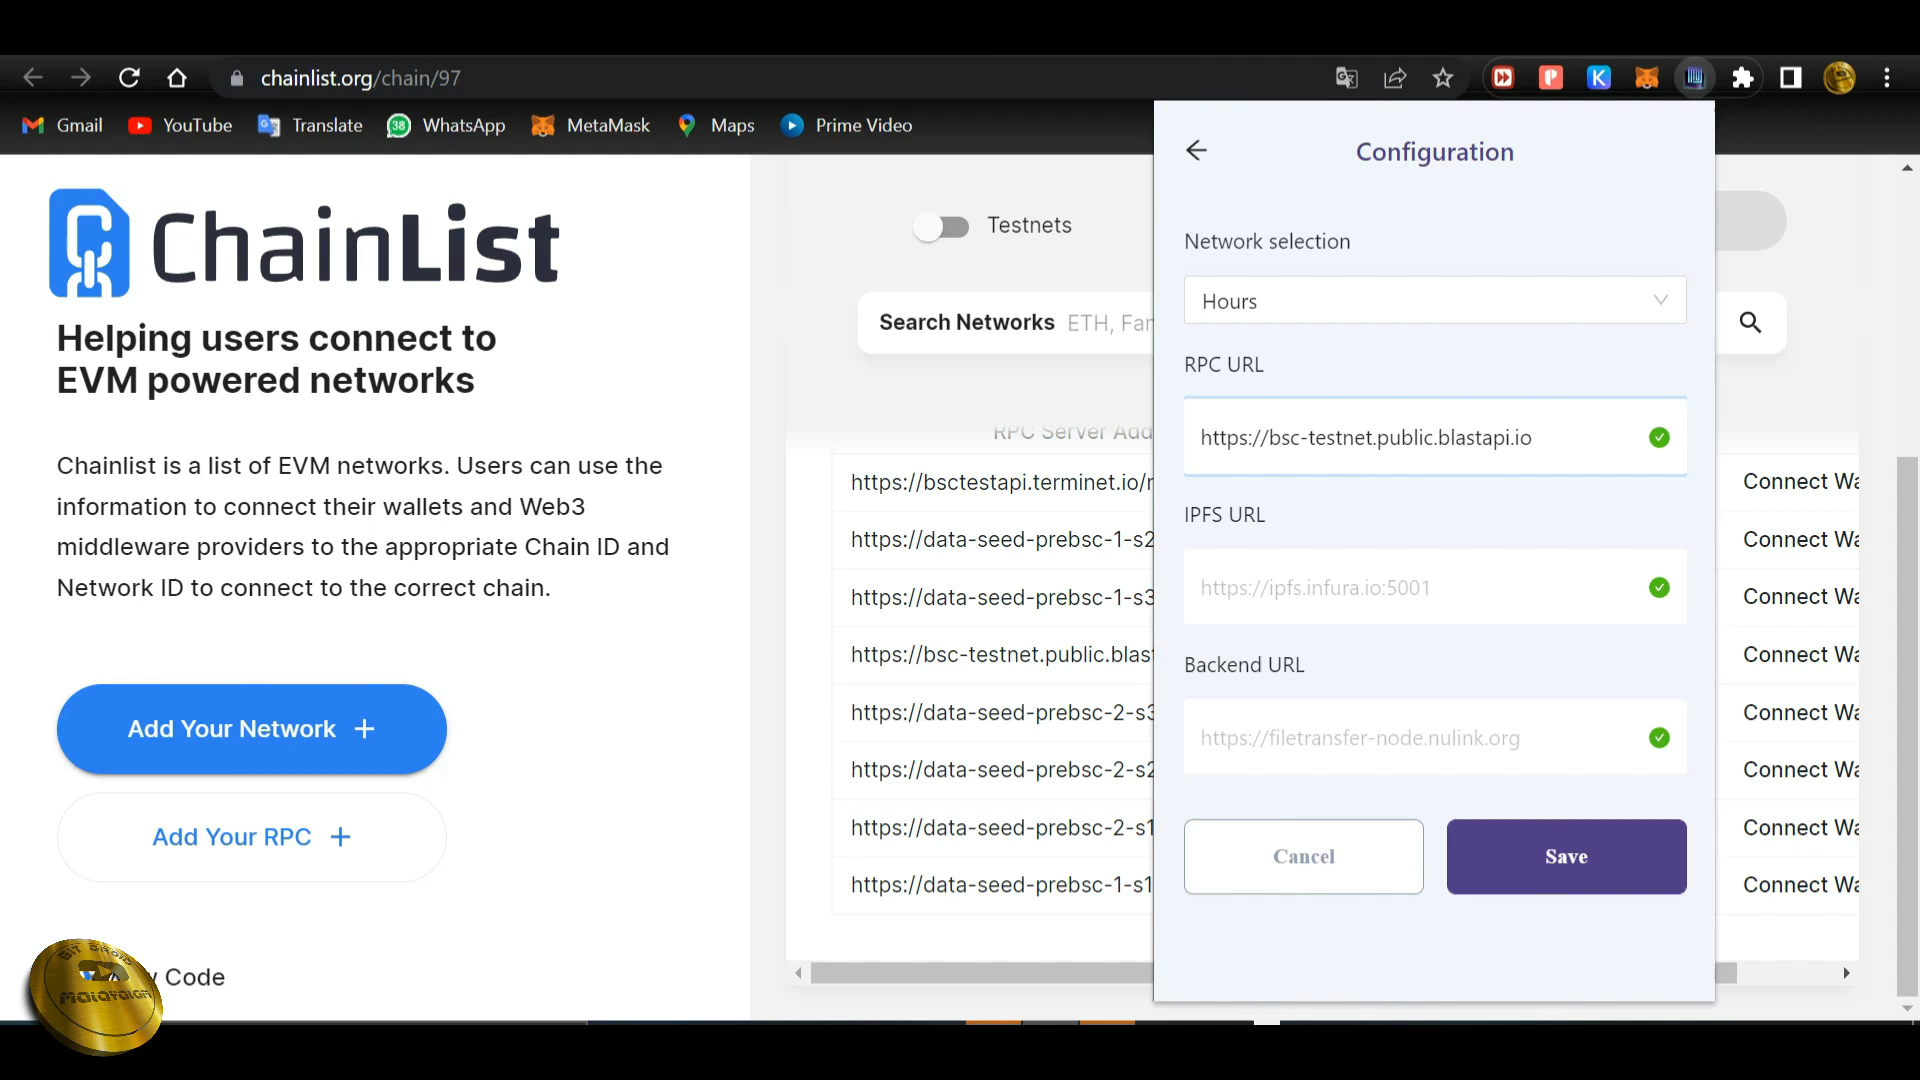 chainlist.org/chain/97
Gmail
YouTube
Translate
38
WhatsApp
MetaMask
Maps
Prime Video
ChainList
Helping users connect to
EVM powered networks
Chainlist is a list of EVM networks. Users can use the
information to connect their wallets and Web3
middleware providers to the appropriate Chain ID and
Network ID to connect to the correct chain.
Add Your Network +
Add Your RPC +
Code
BIT DROID
MALAYALAM
Testnets
Search Networks ETH,
RPC Server Add
https://bsctestapi.terminet.io/r
https://data-seed-prebsc-1-s2
https://data-seed-prebsc-1-s3
https://bsc-testnet.public.blast
https://data-seed-prebsc-2-s3
https://data-seed-prebsc-2-s2
https://data-seed-prebsc-2-s1
https://data-seed-prebsc-1-s1
Configuration
Network selection
Hours
RPC URL
https://bsc-testnet.public.blastapi.io
IPFS URL
https://ipfs.infura.io:5001
Backend URL
https://filetransfer-node.nulink.org
Cancel
Save
Connect Wa
Connect Wa
Connect Wa
Connect Wa
Connect Wa
Connect Wa
Connect Wa
Connect Wa